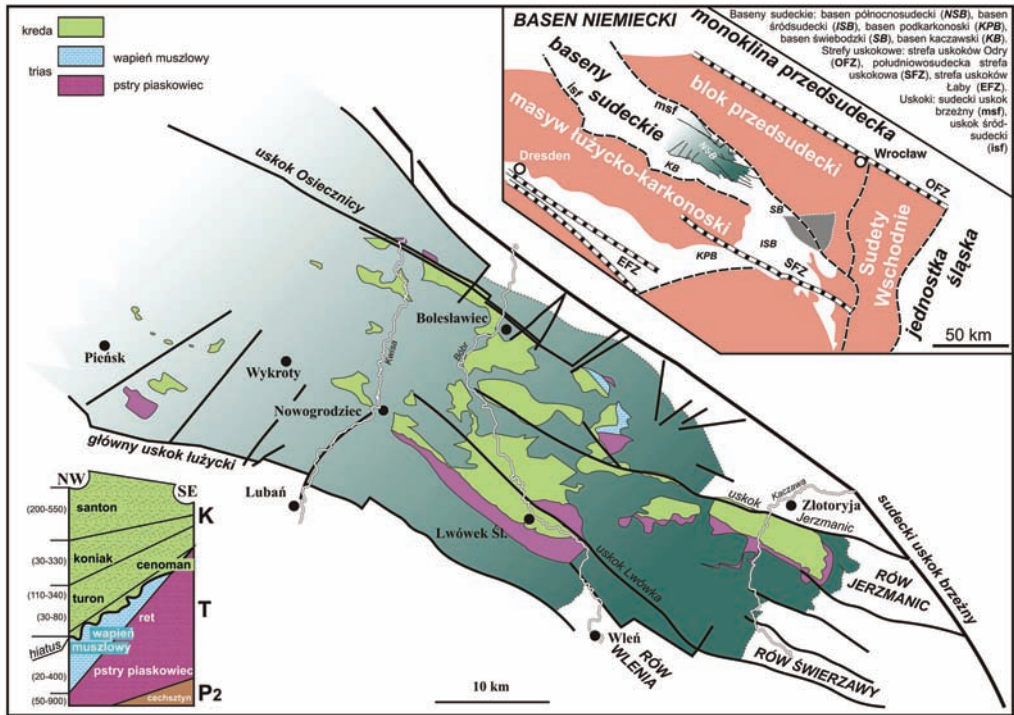 kreda
trias
wapień muszlowy
pstry piaskowiec
BASEN NIEMIECKI
Baseny sudeckie: basen północnosudecki (NSB), basen
śródsudecki (ISB), basen podkarkonoski (KPB),
basen świebodzki (SB), basen kaczawski (KB).
Strefy uskokowe: strefa uskoków Odry
(OFZ), południowosudecka strefa
uskokowa (SFZ), strefa uskoków
Łaby (EFZ).
Uskoki: sudecki uskok
brzeżny (msf),
uskok śród-
sudecki
(isf)
monoklina przedsudecka
baseny
sudeckie
isf
msf
blok przedsudecki
masyw łużycko-karkonoski
NSB
Dresden
KB
Wrocław
OFZ
SB
ISB
KPB
SFZ
EFZ
Sudety
Wschodnie
jednostka
śląska
50 km
uskok Osiecznicy
Bolesławiec
Pieńsk
Wykroty
Kwisa
Bóbr
Nowogrodziec
główny uskok łużycki
Lubań
Lwówek Śl.
uskok Lwówka
uskok
Jerzmanic
Kaczawa
Złotoryja
sudecki uskok brzeżny
RÓW
JERZMANIC
Wleń
RÓW
WLENIA
RÓW ŚWIERZAWY
10 km
NW
SE
(200-550)
santon
K
(30-330)
koniak
cenoman
(110-340)
turon
(30-80)
ret
T
hiatus
wapień
muszlowy
(20-400)
pstry piaskowiec
(50-900)
cechsztyn
P2